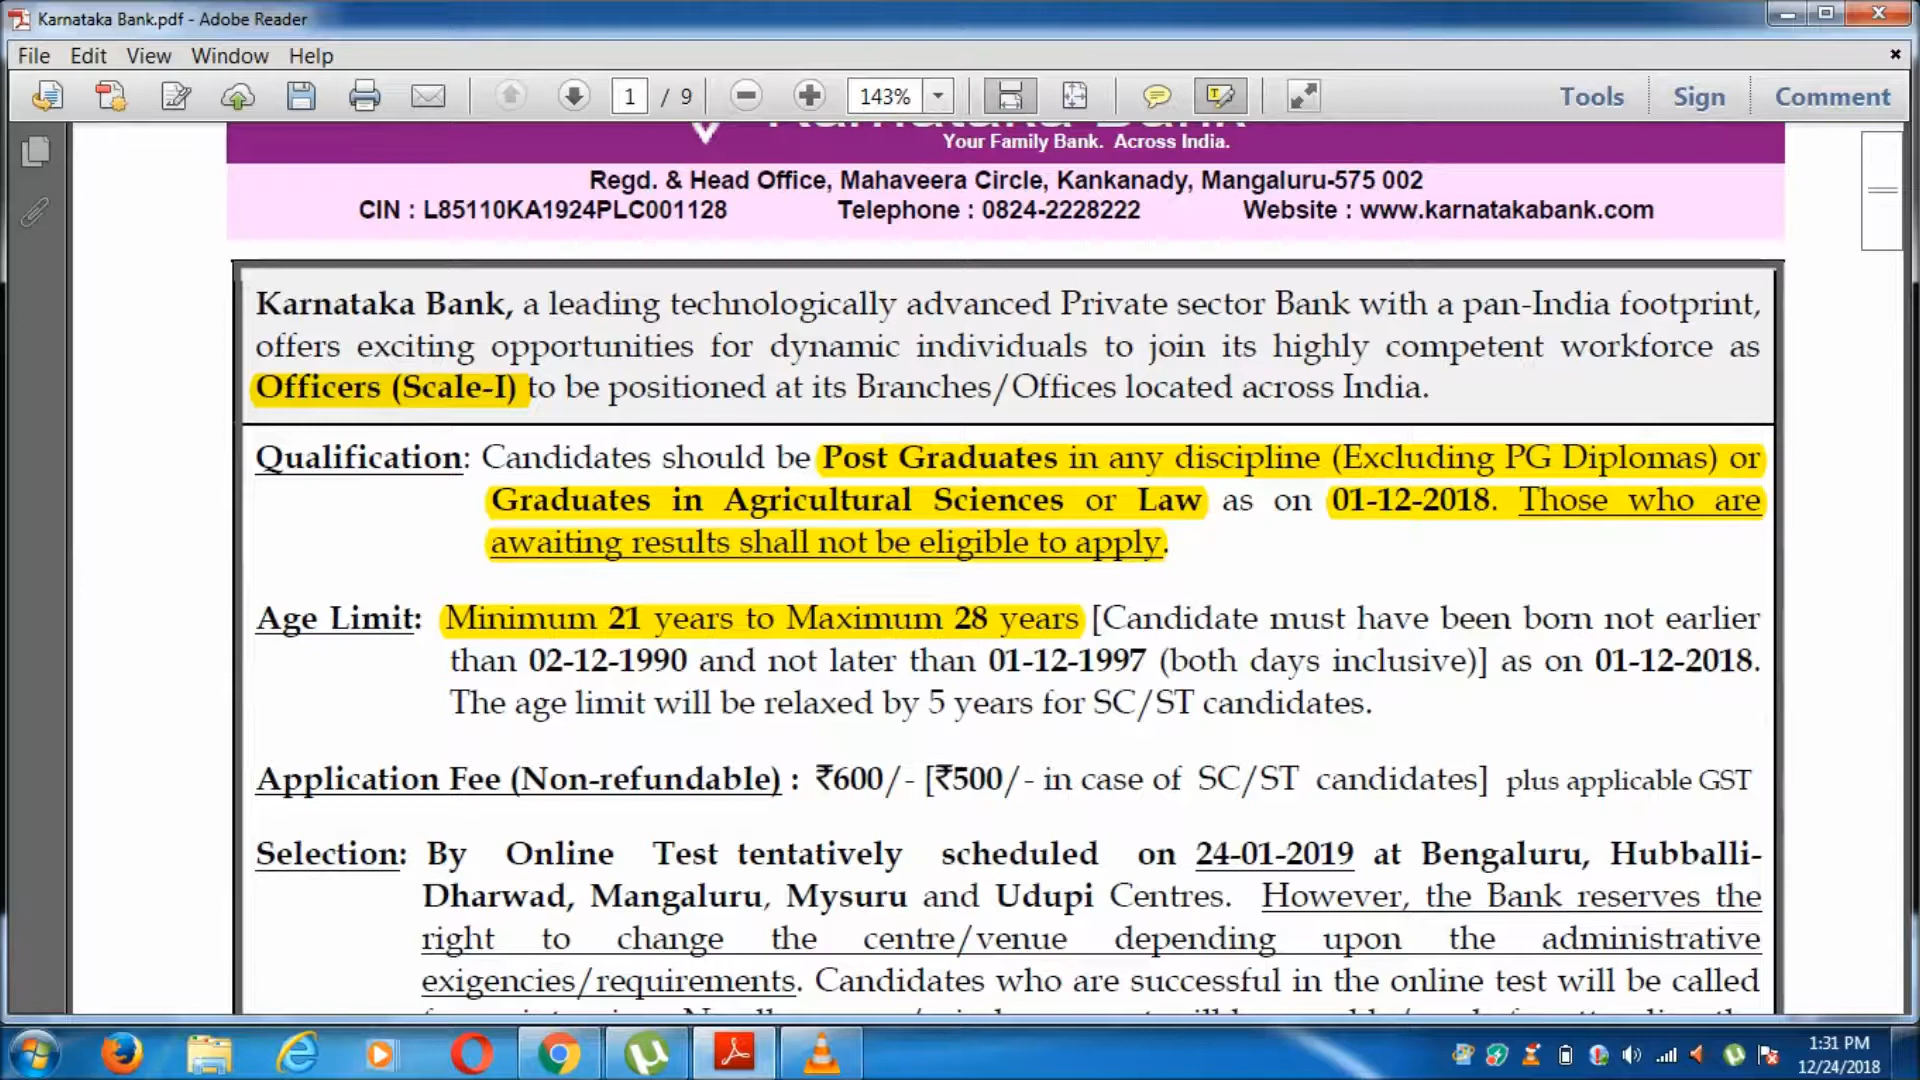 Karnataka Bank.pdf - Adobe Reader
File Edit View Window Help
1 / 9 143% Tools Sign Comment
Karnataka Bank
Your Family Bank. Across India.
Regd. & Head Office, Mahaveera Circle, Kankanady, Mangaluru-575 002
CIN : L85110KA1924PLC001128 Telephone : 0824-2228222 Website : www.karnatakabank.com
Karnataka Bank, a leading technologically advanced Private sector Bank with a pan-India footprint,
offers exciting opportunities for dynamic individuals to join its highly competent workforce as
Officers (Scale-I) to be positioned at its Branches/Offices located across India.
Qualification: Candidates should be Post Graduates in any discipline (Excluding PG Diplomas) or
Graduates in Agricultural Sciences or Law as on 01-12-2018. Those who are
awaiting results shall not be eligible to apply.
Age Limit: Minimum 21 years to Maximum 28 years [Candidate must have been born not earlier
than 02-12-1990 and not later than 01-12-1997 (both days inclusive)] as on 01-12-2018.
The age limit will be relaxed by 5 years for SC/ST candidates.
Application Fee (Non-refundable) : ₹600/- [₹500/- in case of SC/ST candidates] plus applicable GST
Selection: By Online Test tentatively scheduled on 24-01-2019 at Bengaluru, Hubballi-
Dharwad, Mangaluru, Mysuru and Udupi Centres. However, the Bank reserves the
right to change the centre/venue depending upon the administrative
exigencies/requirements. Candidates who are successful in the online test will be called
1:31 PM
12/24/2018